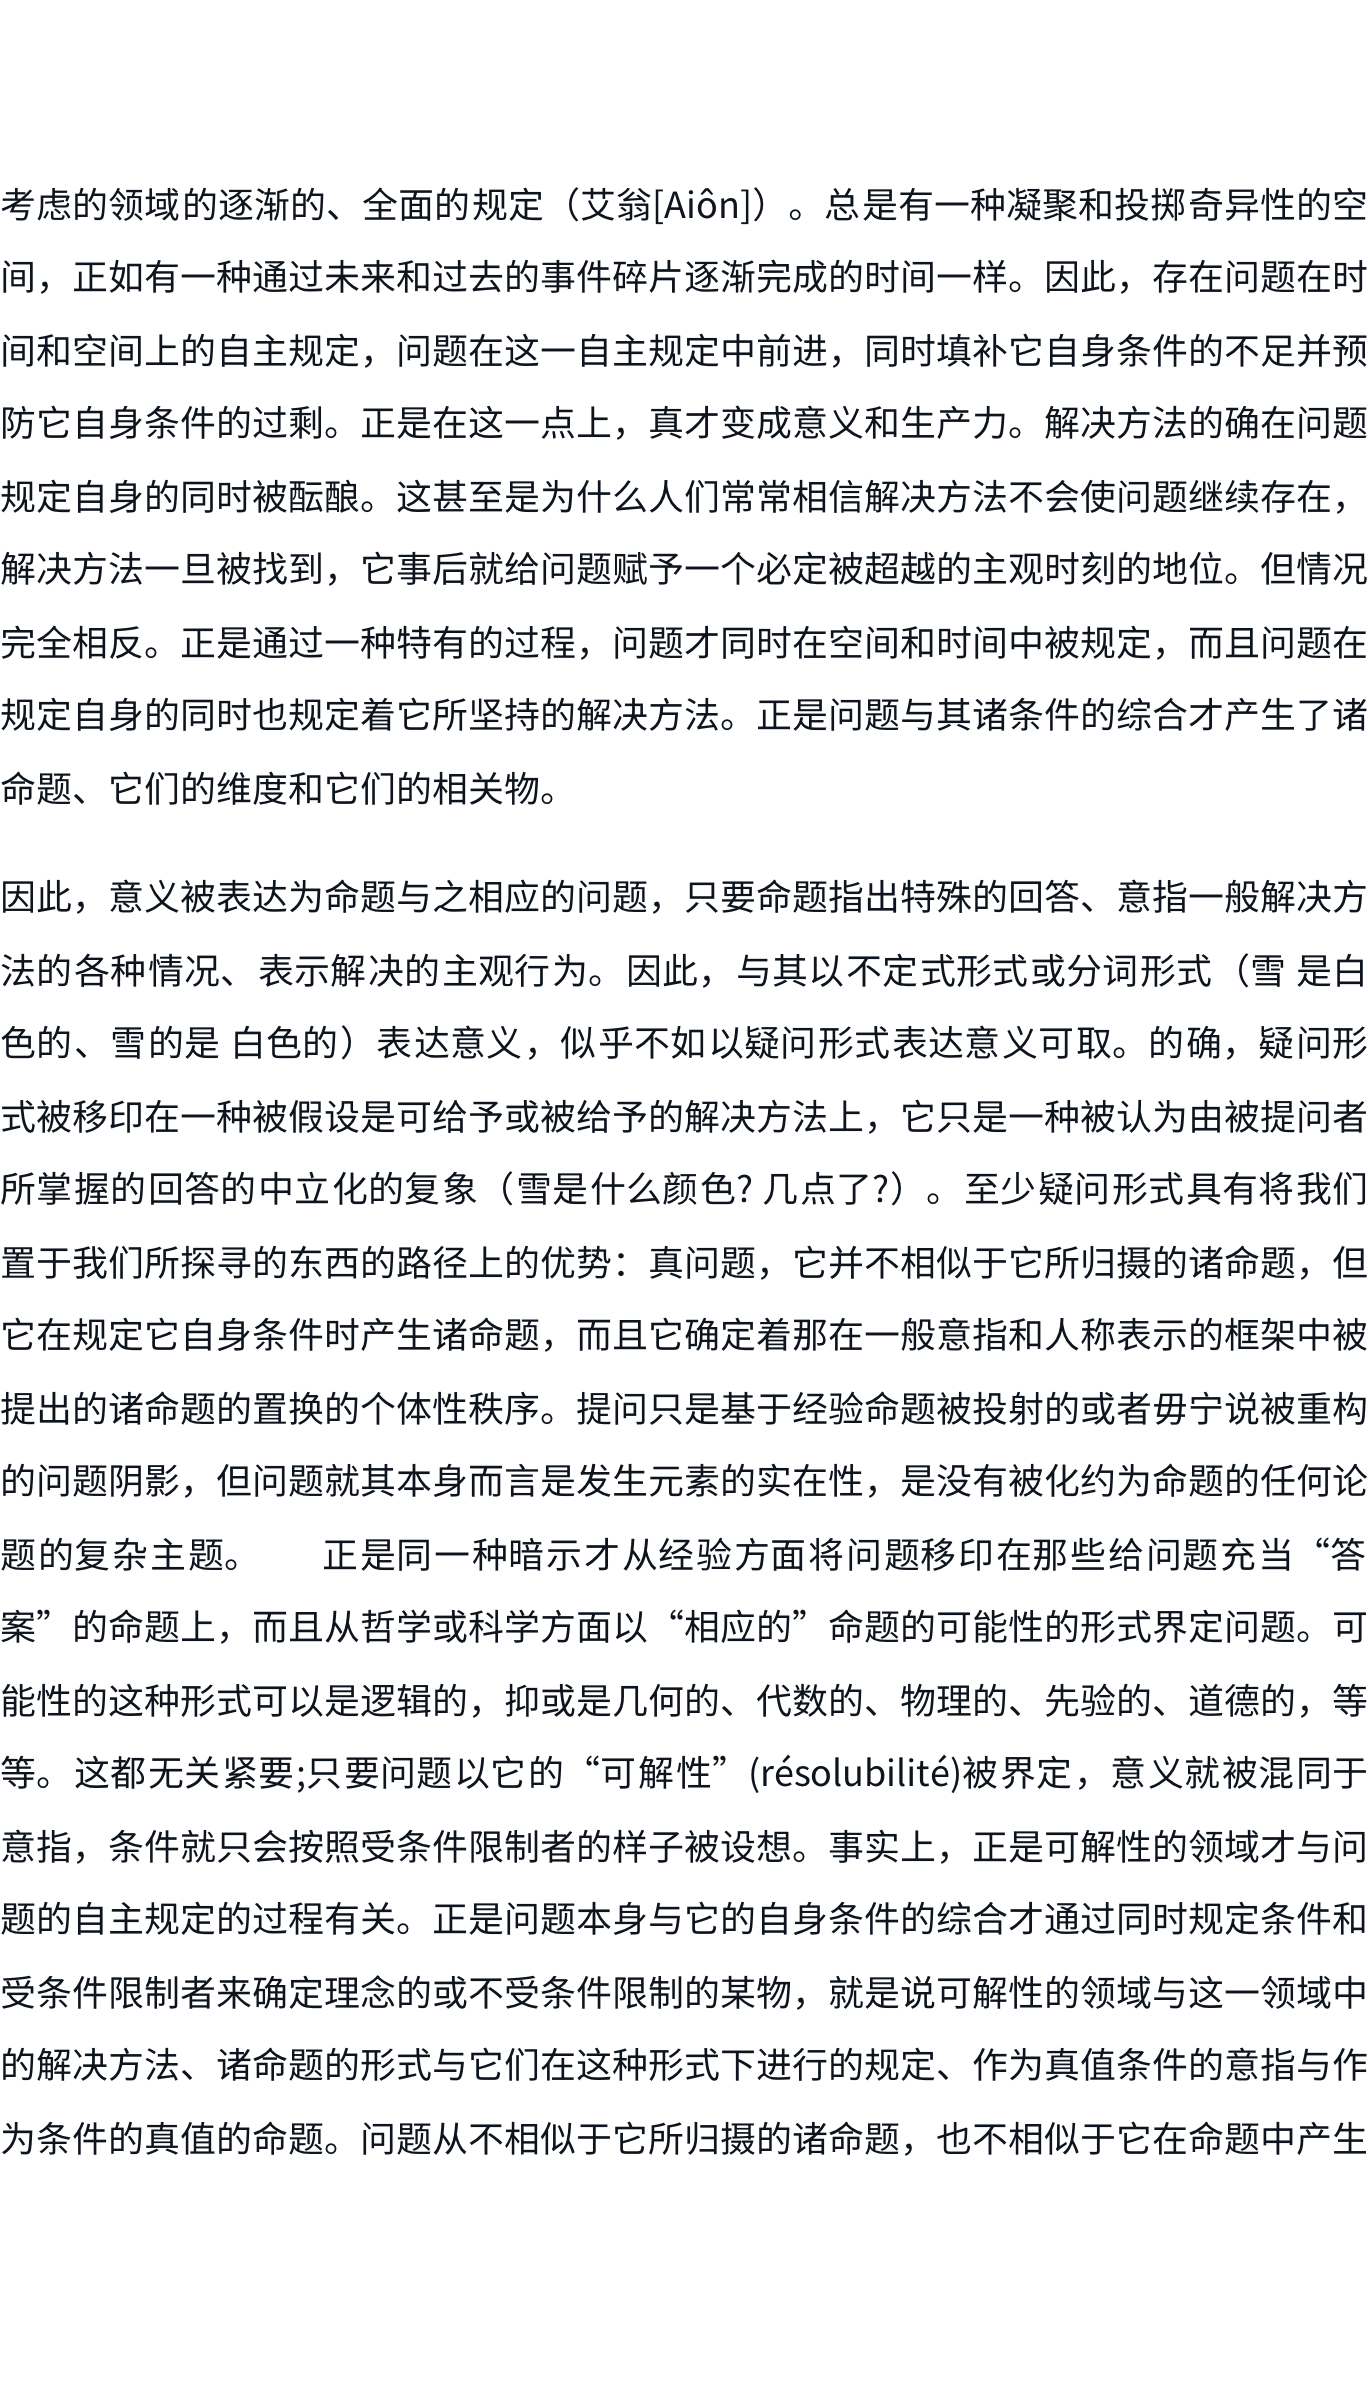 考虑的领域的逐渐的、全面的规定（艾翁[Aiôn]）。总是有一种凝聚和投掷奇异性的空
间，正如有一种通过未来和过去的事件碎片逐渐完成的时间一样。因此，存在问题在时
间和空间上的自主规定，问题在这一自主规定中前进，同时填补它自身条件的不足并预
防它自身条件的过剩。正是在这一点上，真才变成意义和生产力。解决方法的确在问题
规定自身的同时被酝酿。这甚至是为什么人们常常相信解决方法不会使问题继续存在，
解决方法一旦被找到，它事后就给问题赋予一个必定被超越的主观时刻的地位。但情况
完全相反。正是通过一种特有的过程，问题才同时在空间和时间中被规定，而且问题在
规定自身的同时也规定着它所坚持的解决方法。正是问题与其诸条件的综合才产生了诸
命题、它们的维度和它们的相关物。
因此，意义被表达为命题与之相应的问题，只要命题指出特殊的回答、意指一般解决方
法的各种情况、表示解决的主观行为。因此，与其以不定式形式或分词形式（雪 是白
色的、雪的是 白色的）表达意义，似乎不如以疑问形式表达意义可取。的确，疑问形
式被移印在一种被假设是可给予或被给予的解决方法上，它只是一种被认为由被提问者
所掌握的回答的中立化的复象（雪是什么颜色? 几点了?）。至少疑问形式具有将我们
置于我们所探寻的东西的路径上的优势：真问题，它并不相似于它所归摄的诸命题，但
它在规定它自身条件时产生诸命题，而且它确定着那在一般意指和人称表示的框架中被
提出的诸命题的置换的个体性秩序。提问只是基于经验命题被投射的或者毋宁说被重构
的问题阴影，但问题就其本身而言是发生元素的实在性，是没有被化约为命题的任何论
题的复杂主题。　　正是同一种暗示才从经验方面将问题移印在那些给问题充当“答
案”的命题上，而且从哲学或科学方面以“相应的”命题的可能性的形式界定问题。可
能性的这种形式可以是逻辑的，抑或是几何的、代数的、物理的、先验的、道德的，等
等。这都无关紧要;只要问题以它的“可解性”(résolubilité)被界定，意义就被混同于
意指，条件就只会按照受条件限制者的样子被设想。事实上，正是可解性的领域才与问
题的自主规定的过程有关。正是问题本身与它的自身条件的综合才通过同时规定条件和
受条件限制者来确定理念的或不受条件限制的某物，就是说可解性的领域与这一领域中
的解决方法、诸命题的形式与它们在这种形式下进行的规定、作为真值条件的意指与作
为条件的真值的命题。问题从不相似于它所归摄的诸命题，也不相似于它在命题中产生